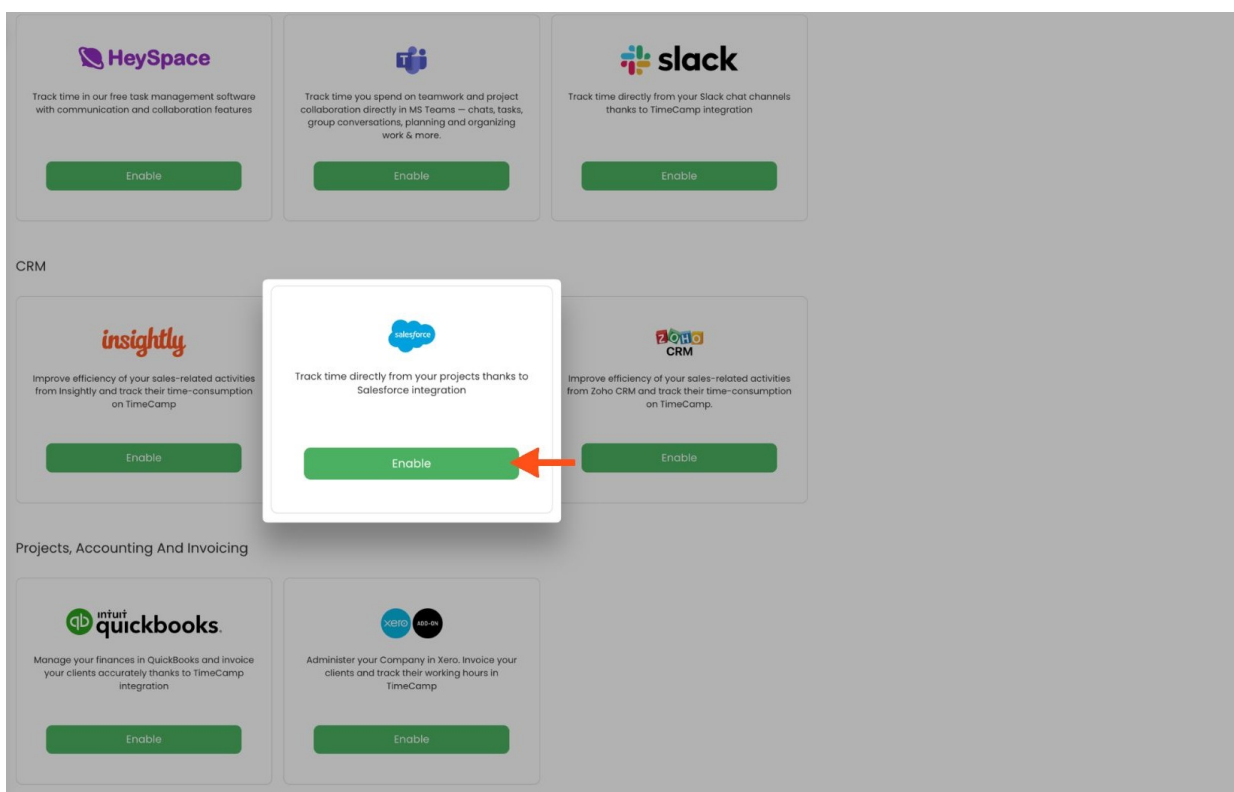 HeySpace
Track time in our free task management software
with communication and collaboration features
Enable
T
Track time you spend on teamwork and project
collaboration directly in MS Teams — chats, tasks,
group conversations, planning and organizing
work & more.
Enable
slack
Track time directly from your Slack chat channels
thanks to TimeCamp integration
Enable
CRM
insightly
Improve efficiency of your sales-related activities
from Insightly and track their time-consumption
on TimeCamp
Enable
salesforce
Track time directly from your projects thanks to
Salesforce integration
Enable
ZOHO
CRM
Improve efficiency of your sales-related activities
from Zoho CRM and track their time-consumption
on TimeCamp.
Enable
Projects, Accounting And Invoicing
qb intuit
quickbooks.
Manage your finances in QuickBooks and invoice
your clients accurately thanks to TimeCamp
integration
Enable
xero ADD-ON
Administer your Company in Xero. Invoice your
clients and track their working hours in
TimeCamp
Enable